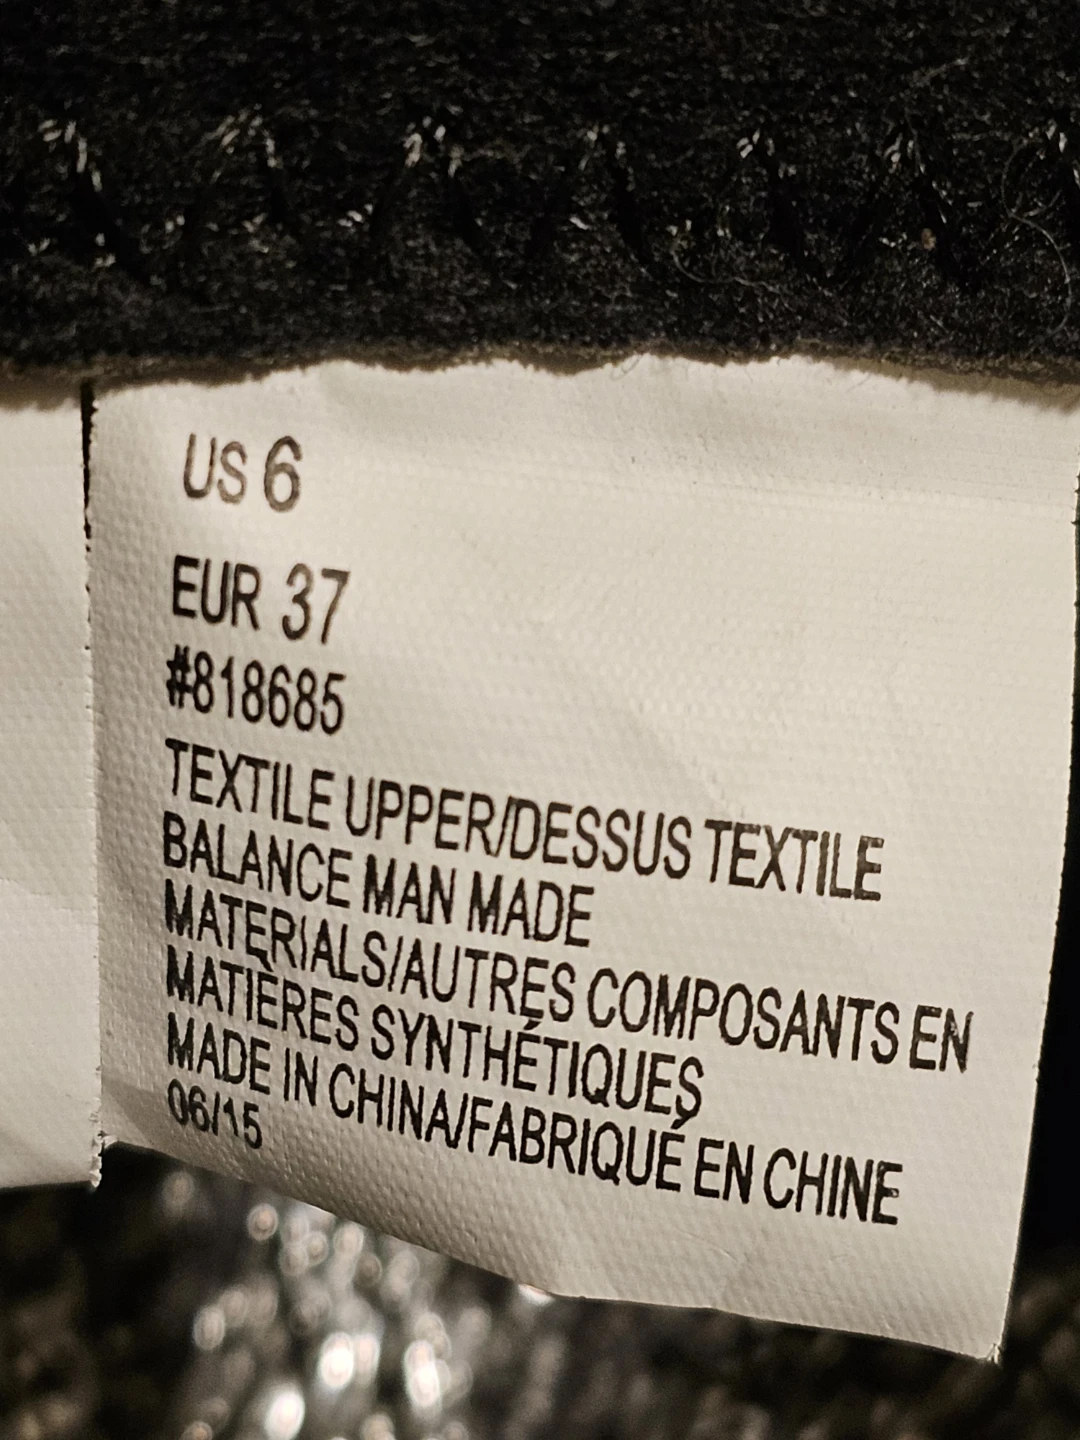 US 6
EUR 37
#818685
TEXTILE UPPER/DESSUS TEXTILE
BALANCE MAN MADE
MATERIALS/AUTRES COMPOSANTS EN
MATIÈRES SYNTHÉTIQUES
MADE IN CHINA/FABRIQUÉ EN CHINE
06/15